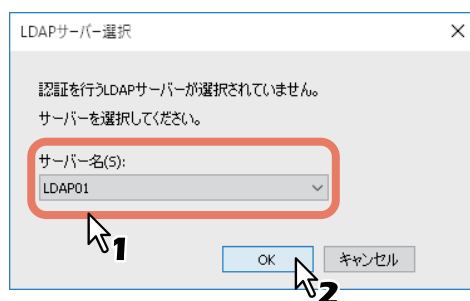 LDAPサーバー選択
認証を行うLDAPサーバーが選択されていません。
サーバーを選択してください。
サーバー名(S):
LDAP01
1
OK
キャンセル
2